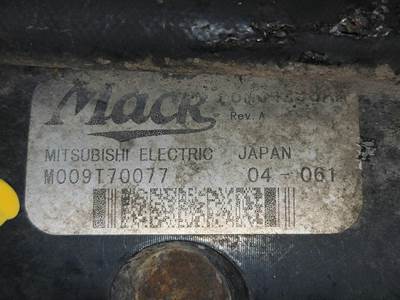 Mack
Rev. A
MITSUBISHI ELECTRIC JAPAN
M009T70077 04-061